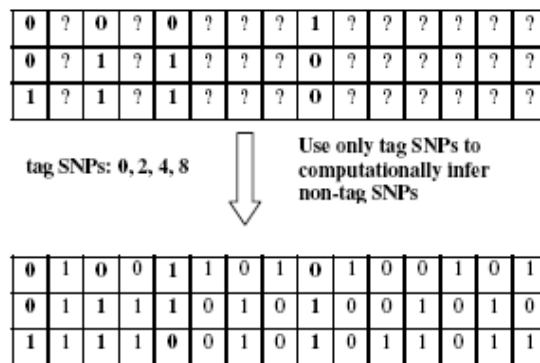 0 ? 0 ? 0 ? ? ? 1 ? ? ? ? ? ?
0 ? 1 ? 1 ? ? ? 0 ? ? ? ? ? ?
1 ? 1 ? 1 ? ? ? 0 ? ? ? ? ? ?
tag SNPs: 0, 2, 4, 8
Use only tag SNPs to
computationally infer
non-tag SNPs
0 1 0 0 1 1 0 1 0 1 0 0 1 0 1
0 1 1 1 1 0 1 0 1 0 0 1 0 1 0
1 1 1 1 0 0 1 0 1 0 1 1 0 1 1